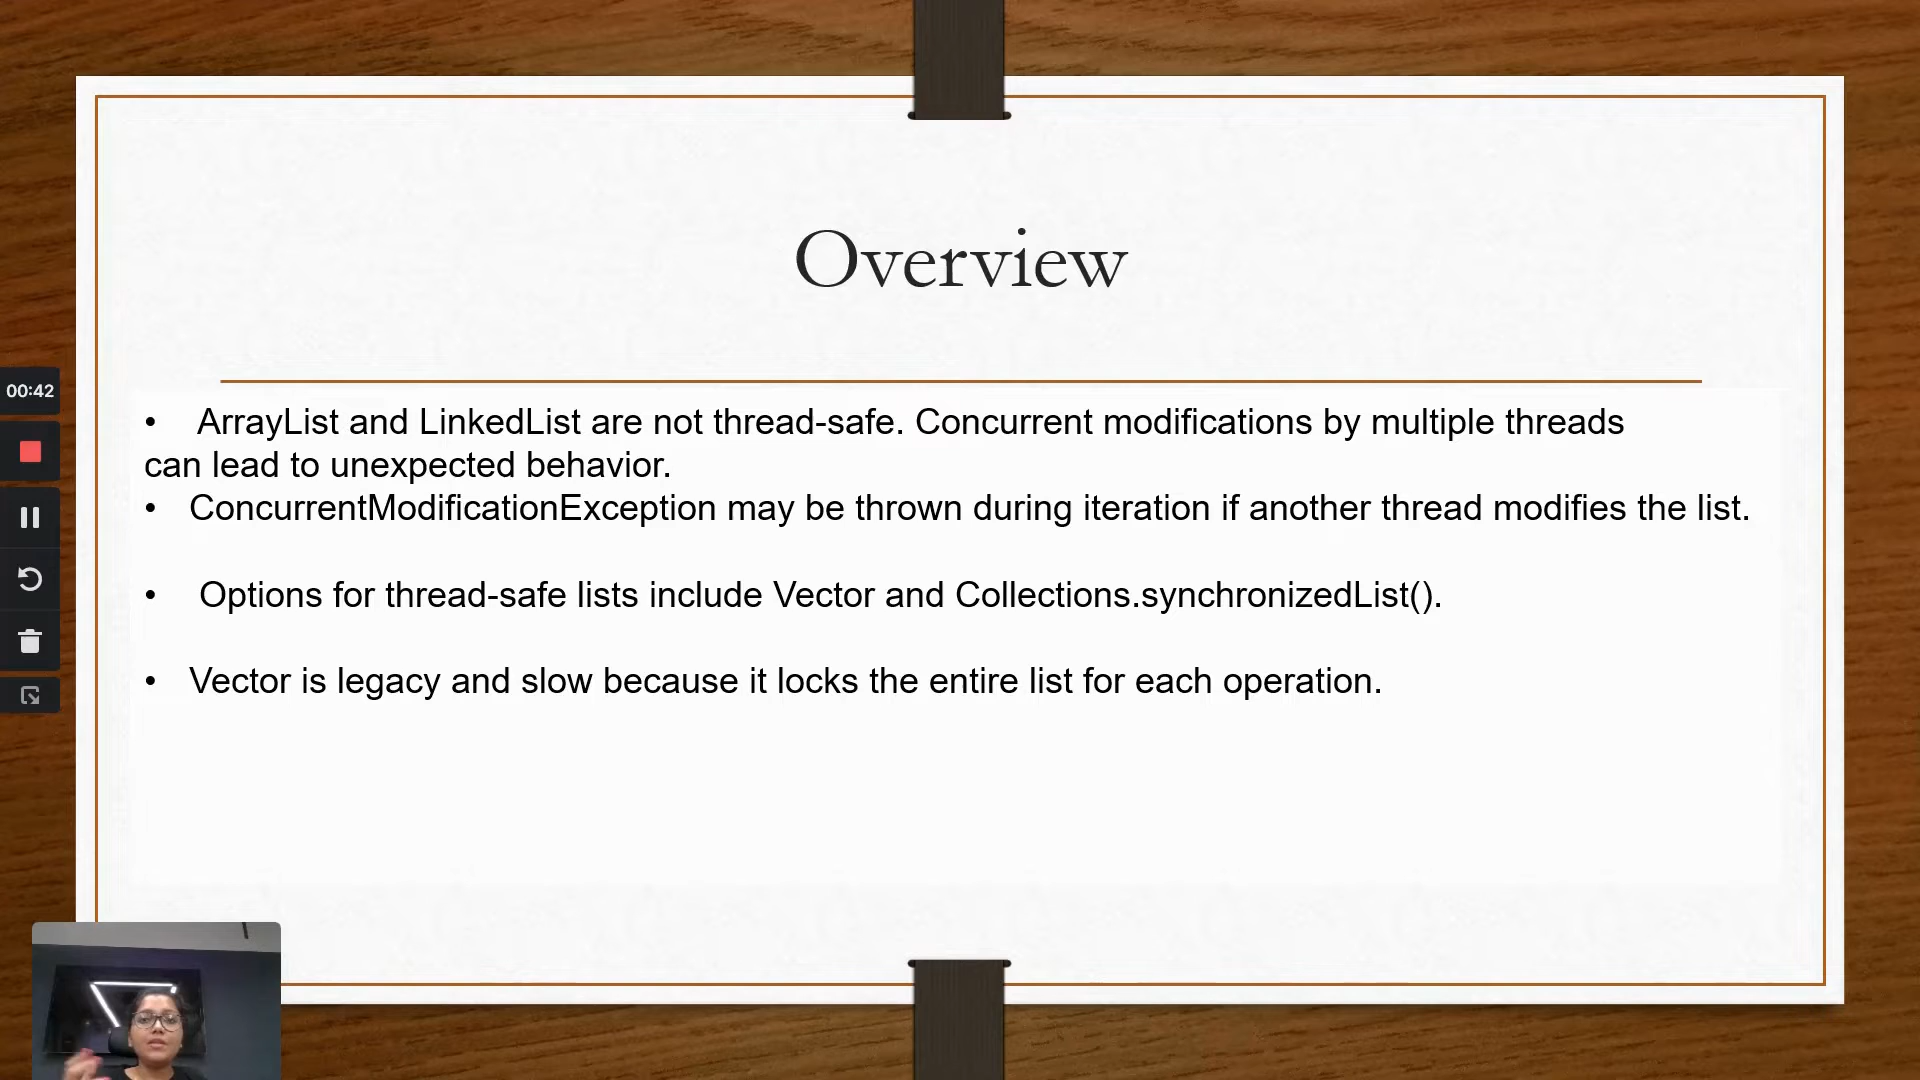 Overview
00:42
• ArrayList and LinkedList are not thread-safe. Concurrent modifications by multiple threads
can lead to unexpected behavior.
• ConcurrentModificationException may be thrown during iteration if another thread modifies the list.
• Options for thread-safe lists include Vector and Collections.synchronizedList().
• Vector is legacy and slow because it locks the entire list for each operation.